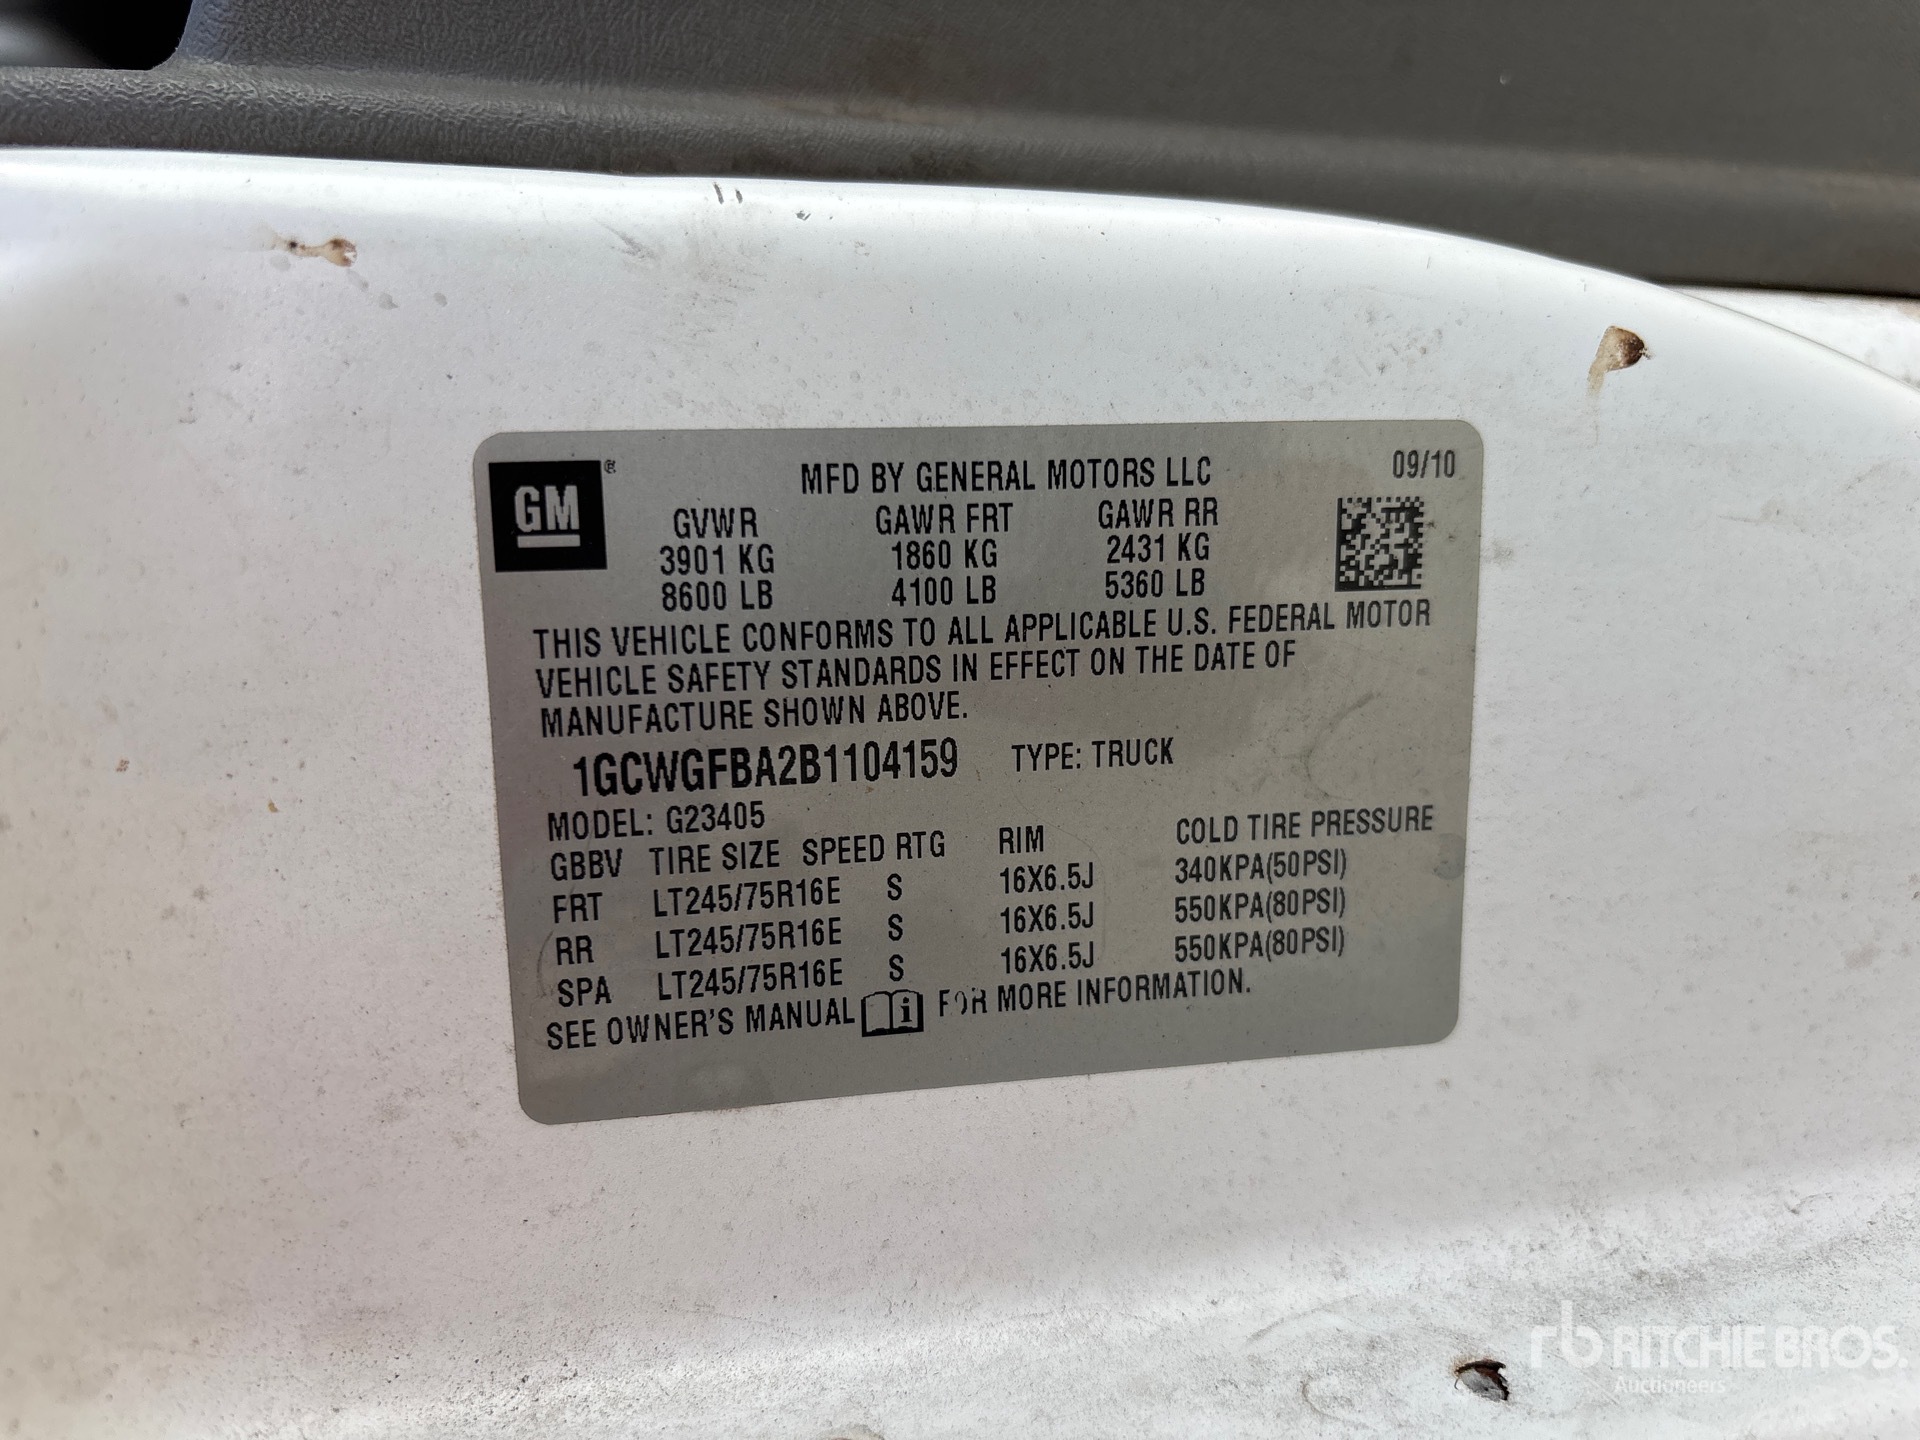 GM ®
MFD BY GENERAL MOTORS LLC 09/10
GVWR GAWR FRT GAWR RR
3901 KG 1860 KG 2431 KG
8600 LB 4100 LB 5360 LB
THIS VEHICLE CONFORMS TO ALL APPLICABLE U.S. FEDERAL MOTOR
VEHICLE SAFETY STANDARDS IN EFFECT ON THE DATE OF
MANUFACTURE SHOWN ABOVE.
1GCWGFBA2B1104159 TYPE: TRUCK
MODEL: G23405
GBBV TIRE SIZE SPEED RTG RIM COLD TIRE PRESSURE
FRT LT245/75R16E S 16X6.5J 340KPA(50PSI)
RR LT245/75R16E S 16X6.5J 550KPA(80PSI)
SPA LT245/75R16E S 16X6.5J 550KPA(80PSI)
SEE OWNER'S MANUAL FOR MORE INFORMATION.
rb RITCHIE BROS.
Auctioneers